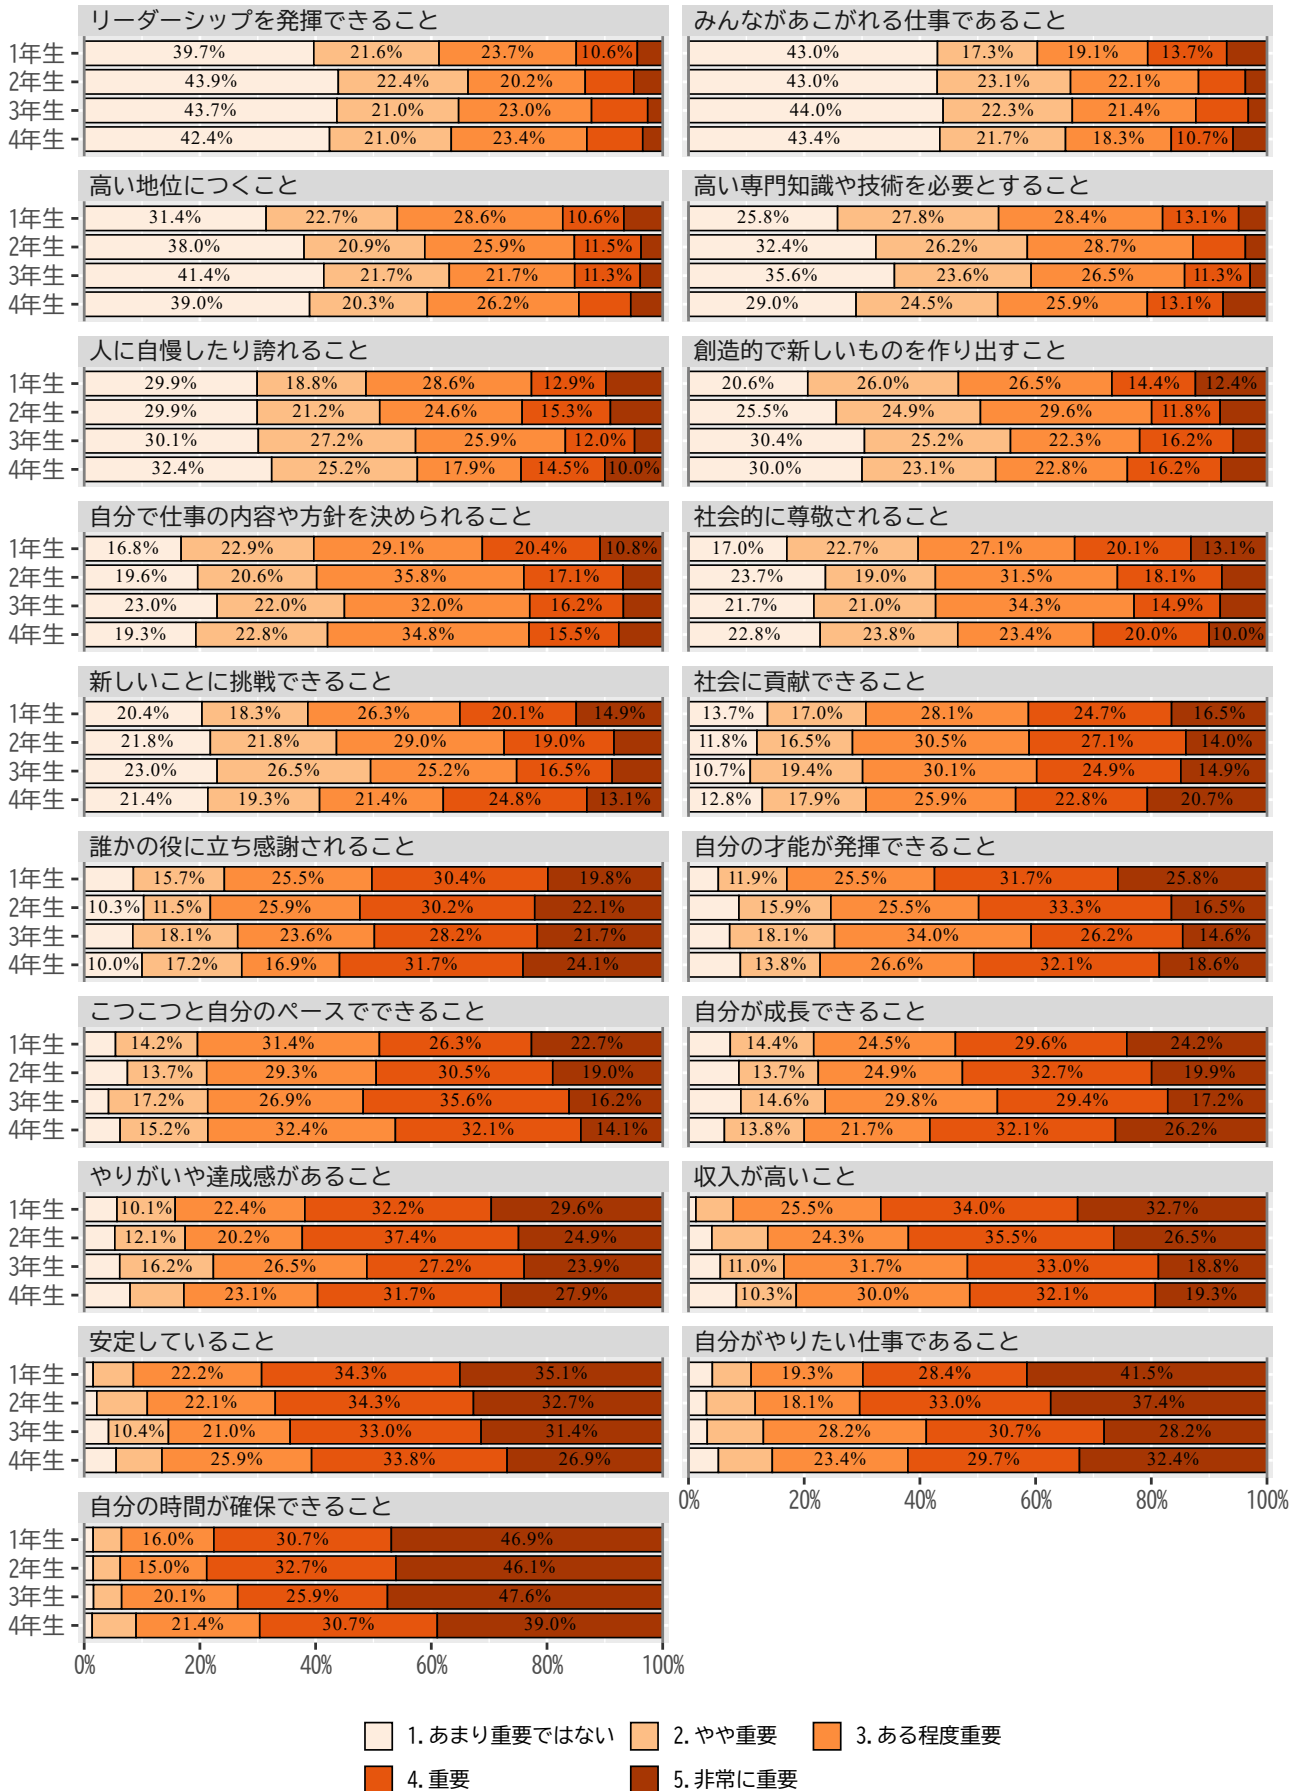 リーダーシップを発揮できること
1年生 39.7% 21.6% 23.7% 10.6%
2年生 43.9% 22.4% 20.2%
3年生 43.7% 21.0% 23.0%
4年生 42.4% 21.0% 23.4%
みんながあこがれる仕事であること
43.0% 17.3% 19.1% 13.7%
43.0% 23.1% 22.1%
44.0% 22.3% 21.4%
43.4% 21.7% 18.3% 10.7%
高い地位につくこと
1年生 31.4% 22.7% 28.6% 10.6%
2年生 38.0% 20.9% 25.9% 11.5%
3年生 41.4% 21.7% 21.7% 11.3%
4年生 39.0% 20.3% 26.2%
高い専門知識や技術を必要とすること
25.8% 27.8% 28.4% 13.1%
32.4% 26.2% 28.7%
35.6% 23.6% 26.5% 11.3%
29.0% 24.5% 25.9% 13.1%
人に自慢したり誇れること
1年生 29.9% 18.8% 28.6% 12.9%
2年生 29.9% 21.2% 24.6% 15.3%
3年生 30.1% 27.2% 25.9% 12.0%
4年生 32.4% 25.2% 17.9% 14.5% 10.0%
創造的で新しいものを作り出すこと
20.6% 26.0% 26.5% 14.4% 12.4%
25.5% 24.9% 29.6% 11.8%
30.4% 25.2% 22.3% 16.2%
30.0% 23.1% 22.8% 16.2%
自分で仕事の内容や方針を決められること
1年生 16.8% 22.9% 29.1% 20.4% 10.8%
2年生 19.6% 20.6% 35.8% 17.1%
3年生 23.0% 22.0% 32.0% 16.2%
4年生 19.3% 22.8% 34.8% 15.5%
社会的に尊敬されること
17.0% 22.7% 27.1% 20.1% 13.1%
23.7% 19.0% 31.5% 18.1%
21.7% 21.0% 34.3% 14.9%
22.8% 23.8% 23.4% 20.0% 10.0%
新しいことに挑戦できること
1年生 20.4% 18.3% 26.3% 20.1% 14.9%
2年生 21.8% 21.8% 29.0% 19.0%
3年生 23.0% 26.5% 25.2% 16.5%
4年生 21.4% 19.3% 21.4% 24.8% 13.1%
社会に貢献できること
13.7% 17.0% 28.1% 24.7% 16.5%
11.8% 16.5% 30.5% 27.1% 14.0%
10.7% 19.4% 30.1% 24.9% 14.9%
12.8% 17.9% 25.9% 22.8% 20.7%
誰かの役に立ち感謝されること
1年生 15.7% 25.5% 30.4% 19.8%
2年生 10.3% 11.5% 25.9% 30.2% 22.1%
3年生 18.1% 23.6% 28.2% 21.7%
4年生 10.0% 17.2% 16.9% 31.7% 24.1%
自分の才能が発揮できること
11.9% 25.5% 31.7% 25.8%
15.9% 25.5% 33.3% 16.5%
18.1% 34.0% 26.2% 14.6%
13.8% 26.6% 32.1% 18.6%
こつこつと自分のペースでできること
1年生 14.2% 31.4% 26.3% 22.7%
2年生 13.7% 29.3% 30.5% 19.0%
3年生 17.2% 26.9% 35.6% 16.2%
4年生 15.2% 32.4% 32.1% 14.1%
自分が成長できること
14.4% 24.5% 29.6% 24.2%
13.7% 24.9% 32.7% 19.9%
14.6% 29.8% 29.4% 17.2%
13.8% 21.7% 32.1% 26.2%
やりがいや達成感があること
1年生 10.1% 22.4% 32.2% 29.6%
2年生 12.1% 20.2% 37.4% 24.9%
3年生 16.2% 26.5% 27.2% 23.9%
4年生 23.1% 31.7% 27.9%
収入が高いこと
25.5% 34.0% 32.7%
24.3% 35.5% 26.5%
11.0% 31.7% 33.0% 18.8%
10.3% 30.0% 32.1% 19.3%
安定していること
1年生 22.2% 34.3% 35.1%
2年生 22.1% 34.3% 32.7%
3年生 10.4% 21.0% 33.0% 31.4%
4年生 25.9% 33.8% 26.9%
自分がやりたい仕事であること
19.3% 28.4% 41.5%
18.1% 33.0% 37.4%
28.2% 30.7% 28.2%
23.4% 29.7% 32.4%
0% 20% 40% 60% 80% 100%
自分の時間が確保できること
1年生 16.0% 30.7% 46.9%
2年生 15.0% 32.7% 46.1%
3年生 20.1% 25.9% 47.6%
4年生 21.4% 30.7% 39.0%
0% 20% 40% 60% 80% 100%
1.あまり重要ではない 2.やや重要 3.ある程度重要
4.重要 5.非常に重要